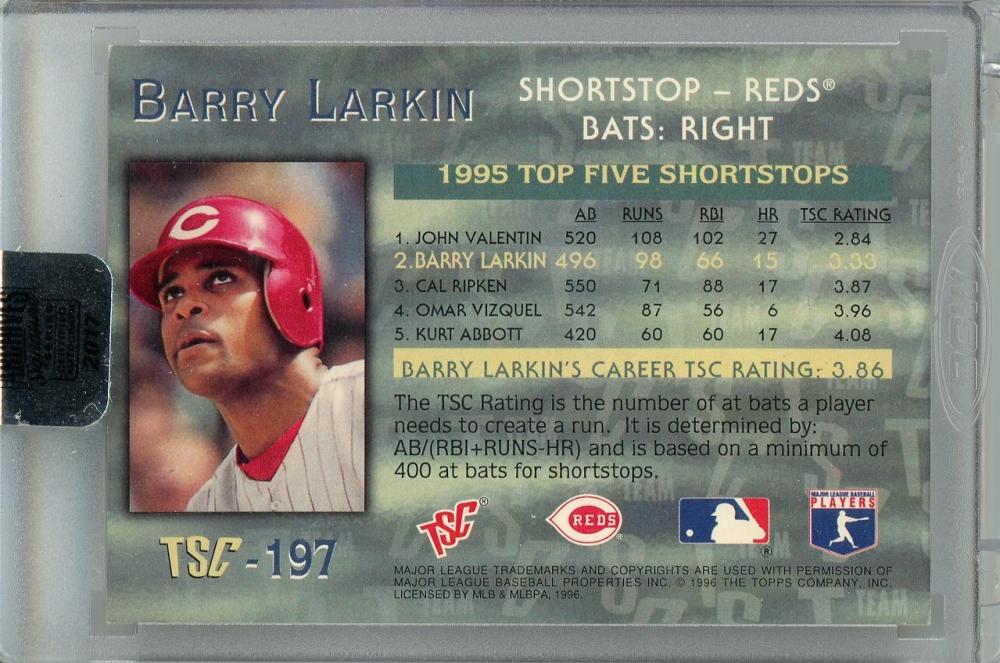 BARRY LARKIN
SHORTSTOP – REDS®
BATS: RIGHT
1995 TOP FIVE SHORTSTOPS
AB RUNS RBI HR TSC RATING
1. JOHN VALENTIN 520 108 102 27 2.84
2. BARRY LARKIN 496 98 66 15 3.33
3. CAL RIPKEN 550 71 88 17 3.87
4. OMAR VIZQUEL 542 87 56 6 3.96
5. KURT ABBOTT 420 60 60 17 4.08
BARRY LARKIN'S CAREER TSC RATING: 3.86
The TSC Rating is the number of at bats a player
needs to create a run. It is determined by:
AB/(RBI+RUNS-HR) and is based on a minimum of
400 at bats for shortstops.
TSC®
REDS®
MAJOR LEAGUE BASEBALL
PLAYERS
TSC - 197
MAJOR LEAGUE TRADEMARKS AND COPYRIGHTS ARE USED WITH PERMISSION OF
MAJOR LEAGUE BASEBALL PROPERTIES INC. © 1996 THE TOPPS COMPANY, INC.
LICENSED BY MLB & MLBPA, 1996.
2017